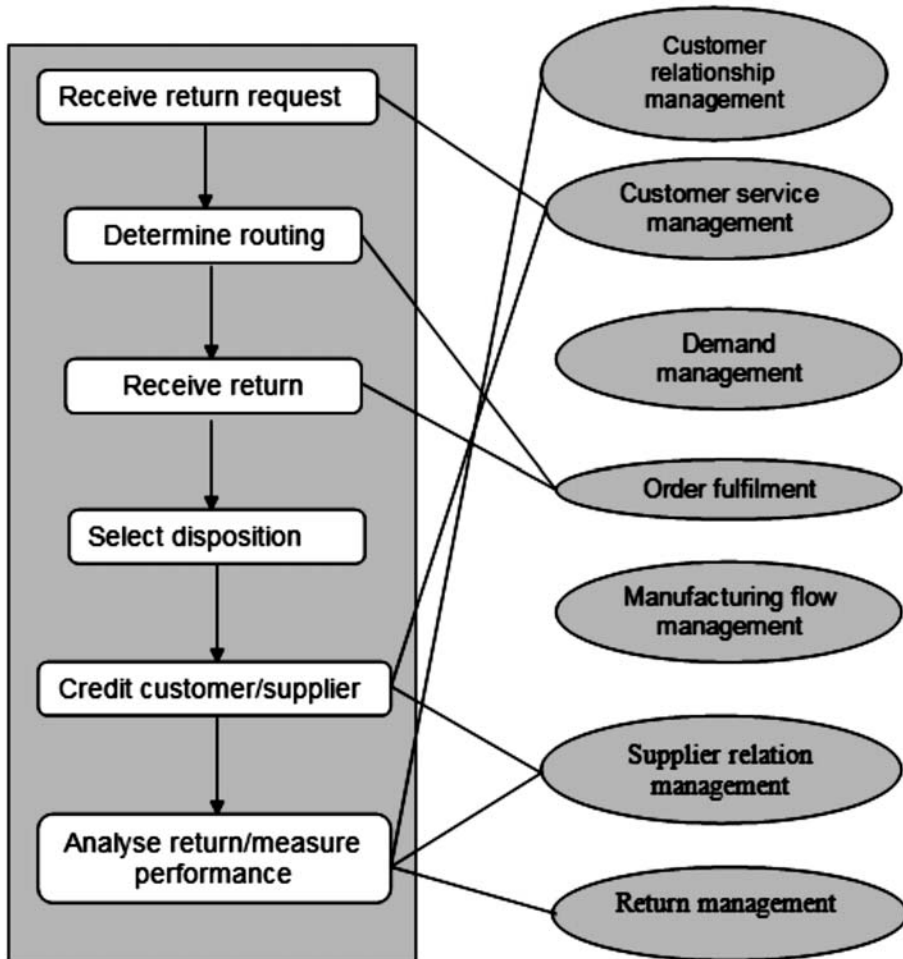 Receive return request
Determine routing
Receive return
Select disposition
Credit customer/supplier
Analyse return/measure
performance
Customer
relationship
management
Customer service
management
Demand
management
Order fulfilment
Manufacturing flow
management
Supplier relation
management
Return management